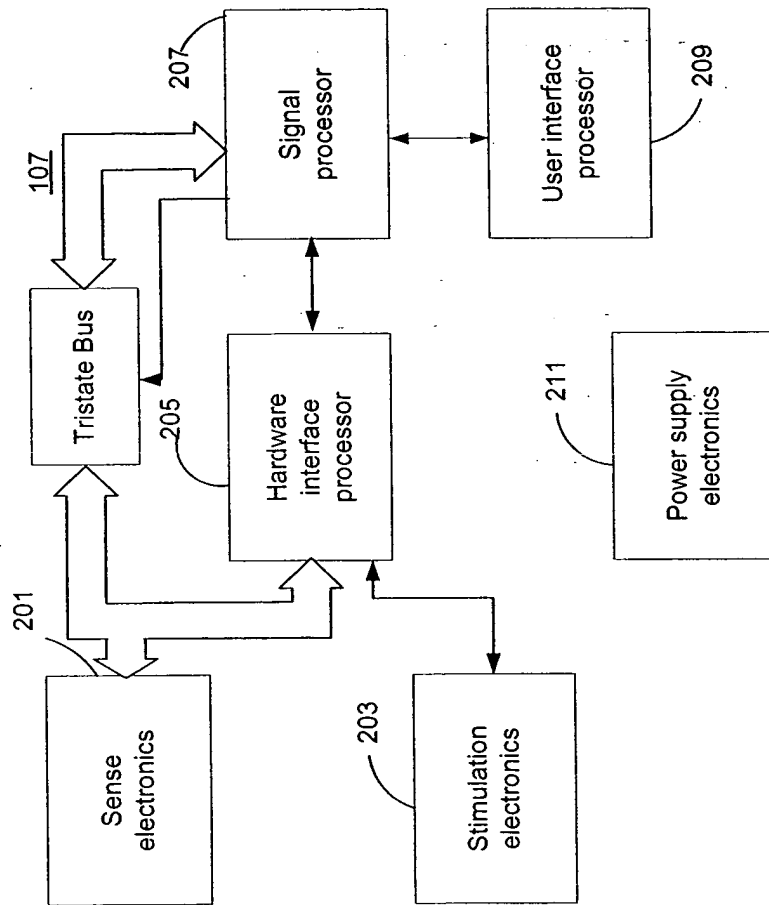 107
201
Sense
electronics
Tristate Bus
207
Signal
processor
205
Hardware
interface
processor
203
Stimulation
electronics
209
User interface
processor
211
Power supply
electronics